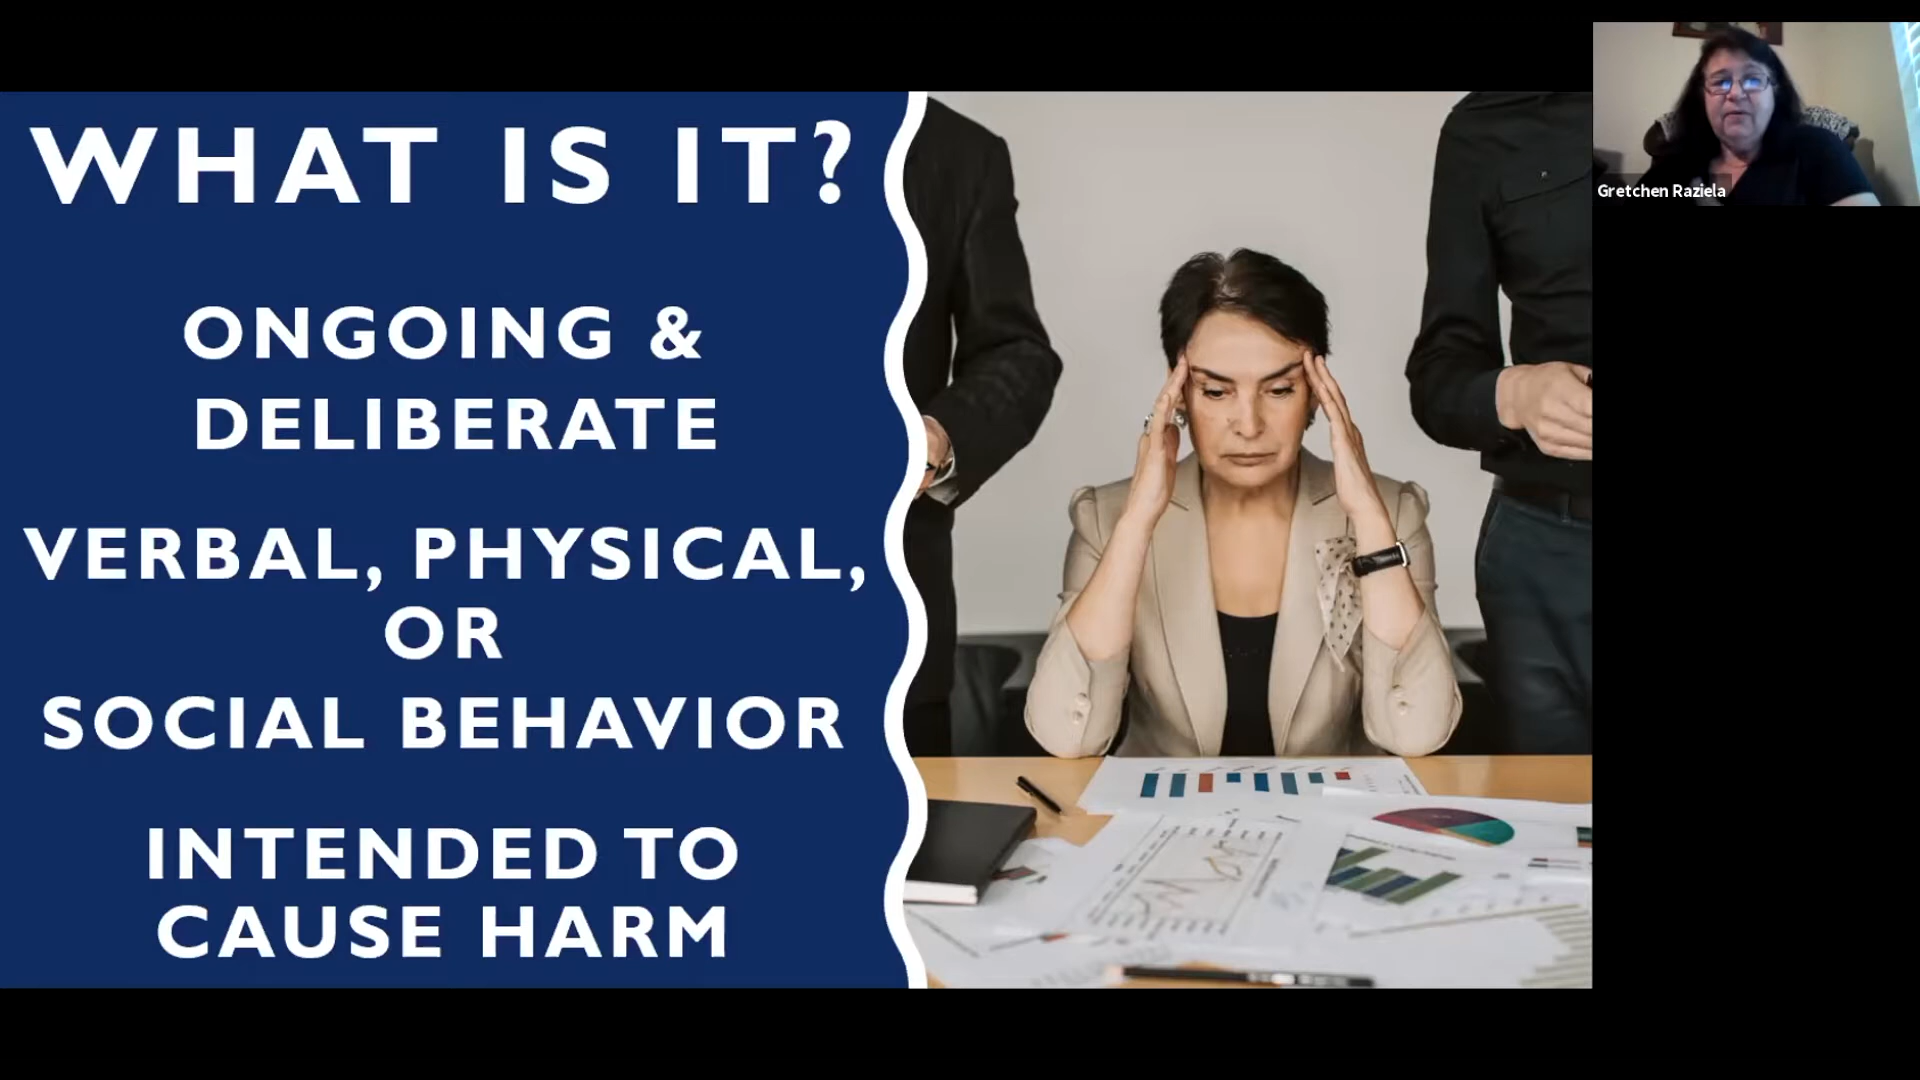 WHAT IS IT?
ONGOING &
DELIBERATE
VERBAL, PHYSICAL,
OR
SOCIAL BEHAVIOR
INTENDED TO
CAUSE HARM
Gretchen Raziela